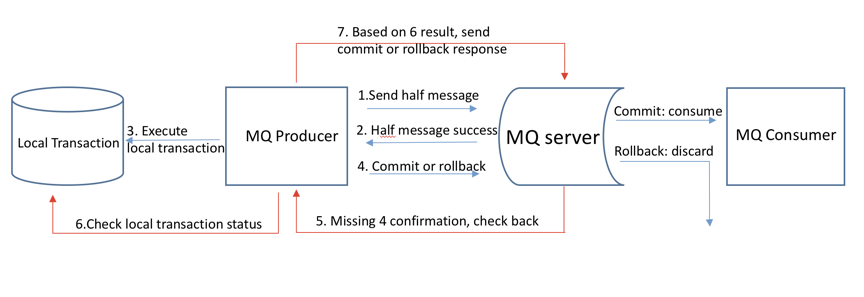 7. Based on 6 result, send
commit or rollback response
1.Send half message
Commit: consume
3. Execute
local transaction
2. Half message success
Local Transaction
MQ Producer
MQ server
MQ Consumer
Rollback: discard
4. Commit or rollback
6.Check local transaction status
5. Missing 4 confirmation, check back